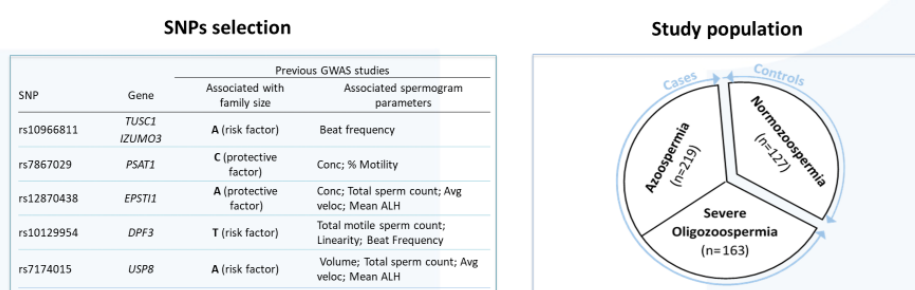 SNPs selection
Previous GWAS studies
SNP
Gene
Associated with
family size
Associated spermogram
parameters
rs10966811
TUSC1
IZUMO3
A (risk factor)
Beat frequency
rs7867029
PSAT1
C (protective
factor)
Conc; % Motility
rs12870438
EPSTI1
A (protective
factor)
Conc; Total sperm count; Avg
veloc; Mean ALH
rs10129954
DPF3
T (risk factor)
Total motile sperm count;
Linearity; Beat Frequency
rs7174015
USP8
A (risk factor)
Volume; Total sperm count; Avg
veloc; Mean ALH
Study population
Cases
Controls
Azoospermia
(n=219)
Normozoospermia
(n=127)
Severe
Oligozoospermia
(n=163)